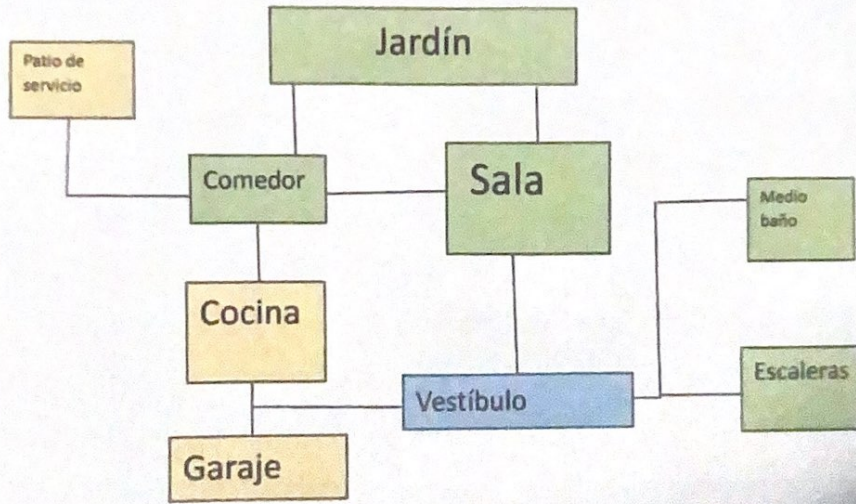 Jardín
Patio de
servicio
Comedor
Sala
Medio
baño
Cocina
Vestíbulo
Escaleras
Garaje